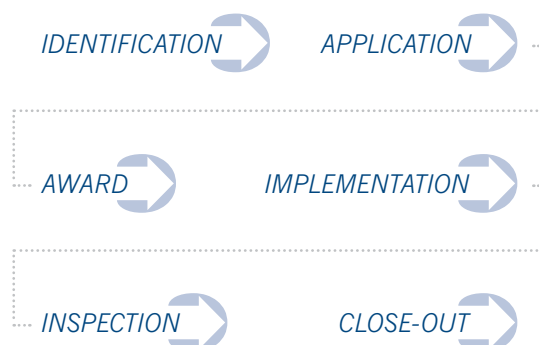 IDENTIFICATION APPLICATION
AWARD IMPLEMENTATION
INSPECTION CLOSE-OUT